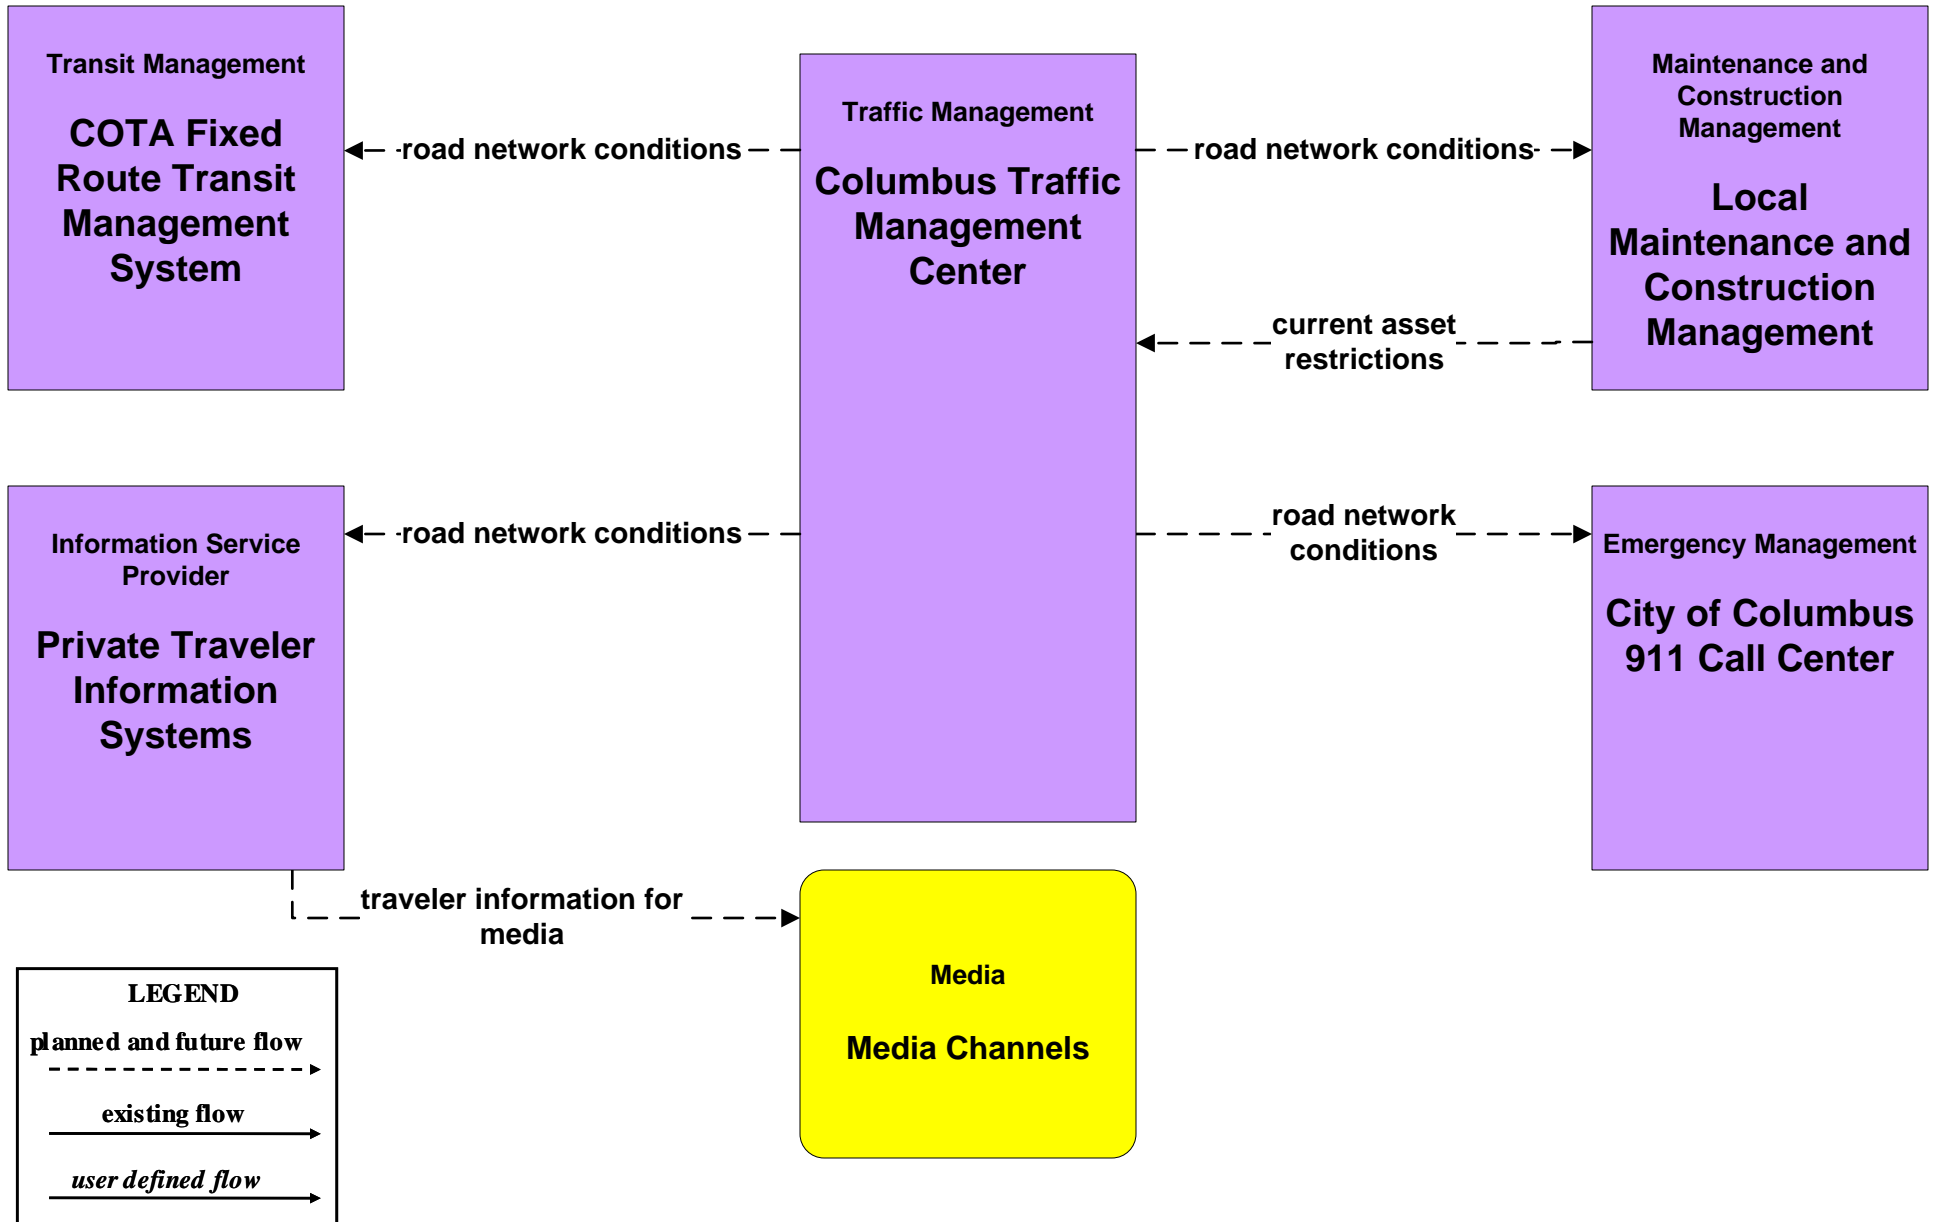 Transit Management
COTA Fixed
Route Transit
Management
System
road network conditions
Traffic Management
Columbus Traffic
Management
Center
road network conditions
Maintenance and
Construction
Management
Local
Maintenance and
Construction
Management
current asset
restrictions
Information Service
Provider
Private Traveler
Information
Systems
road network conditions
road network
conditions
Emergency Management
City of Columbus
911 Call Center
traveler information for
media
Media
Media Channels
LEGEND
planned and future flow
existing flow
user defined flow